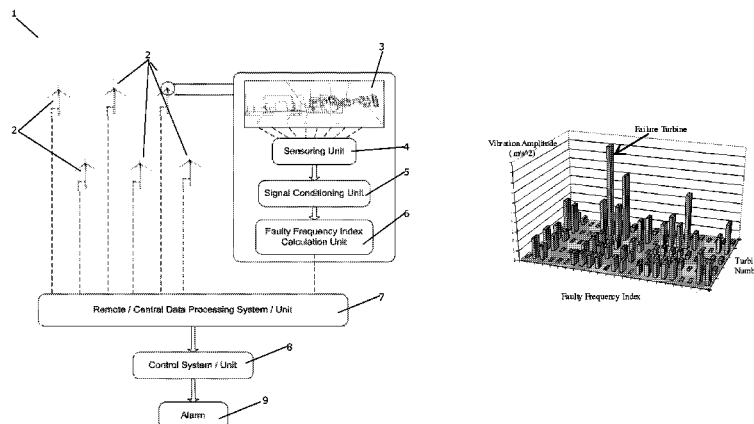 1
2
2
3
Sensoring Unit
4
Signal Conditioning Unit
5
Faulty Frequency Index
Calculation Unit
6
Remote / Central Data Processing System / Unit
7
Control System / Unit
8
Alarm
9
Vibration Amplitude
(m/s^2)
Failure Turbine
Turbi
Numb
Faulty Frequency Index